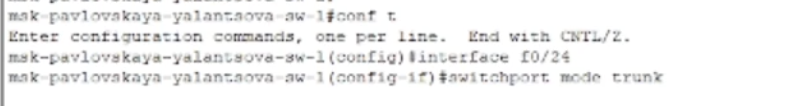 msk-pavlovskaya-yalantsova-sw-1#conf t
Enter configuration commands, one per line.  End with CNTL/Z.
msk-pavlovskaya-yalantsova-sw-1(config)#interface f0/24
msk-pavlovskaya-yalantsova-sw-1(config-if)#switchport mode trunk